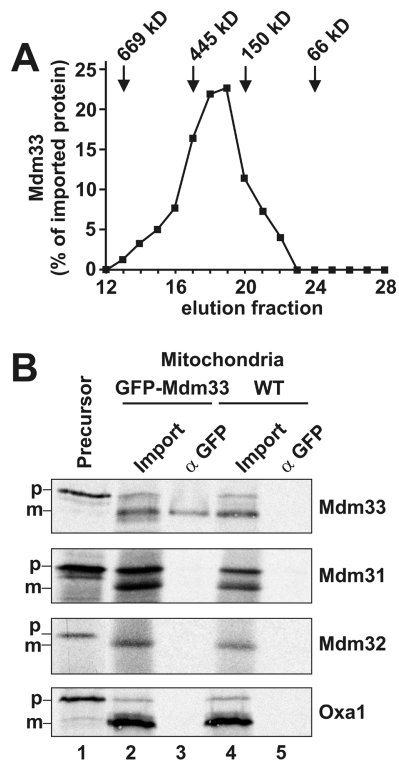 A
669 kD
445 kD
150 kD
66 kD
Mdm33
(% of imported protein)
25
20
15
10
5
0
12 16 20 24 28
elution fraction
B
Mitochondria
GFP-Mdm33 WT
Precursor
Import
α GFP
Import
α GFP
p
m
Mdm33
p
m
Mdm31
p
m
Mdm32
p
m
Oxa1
1 2 3 4 5